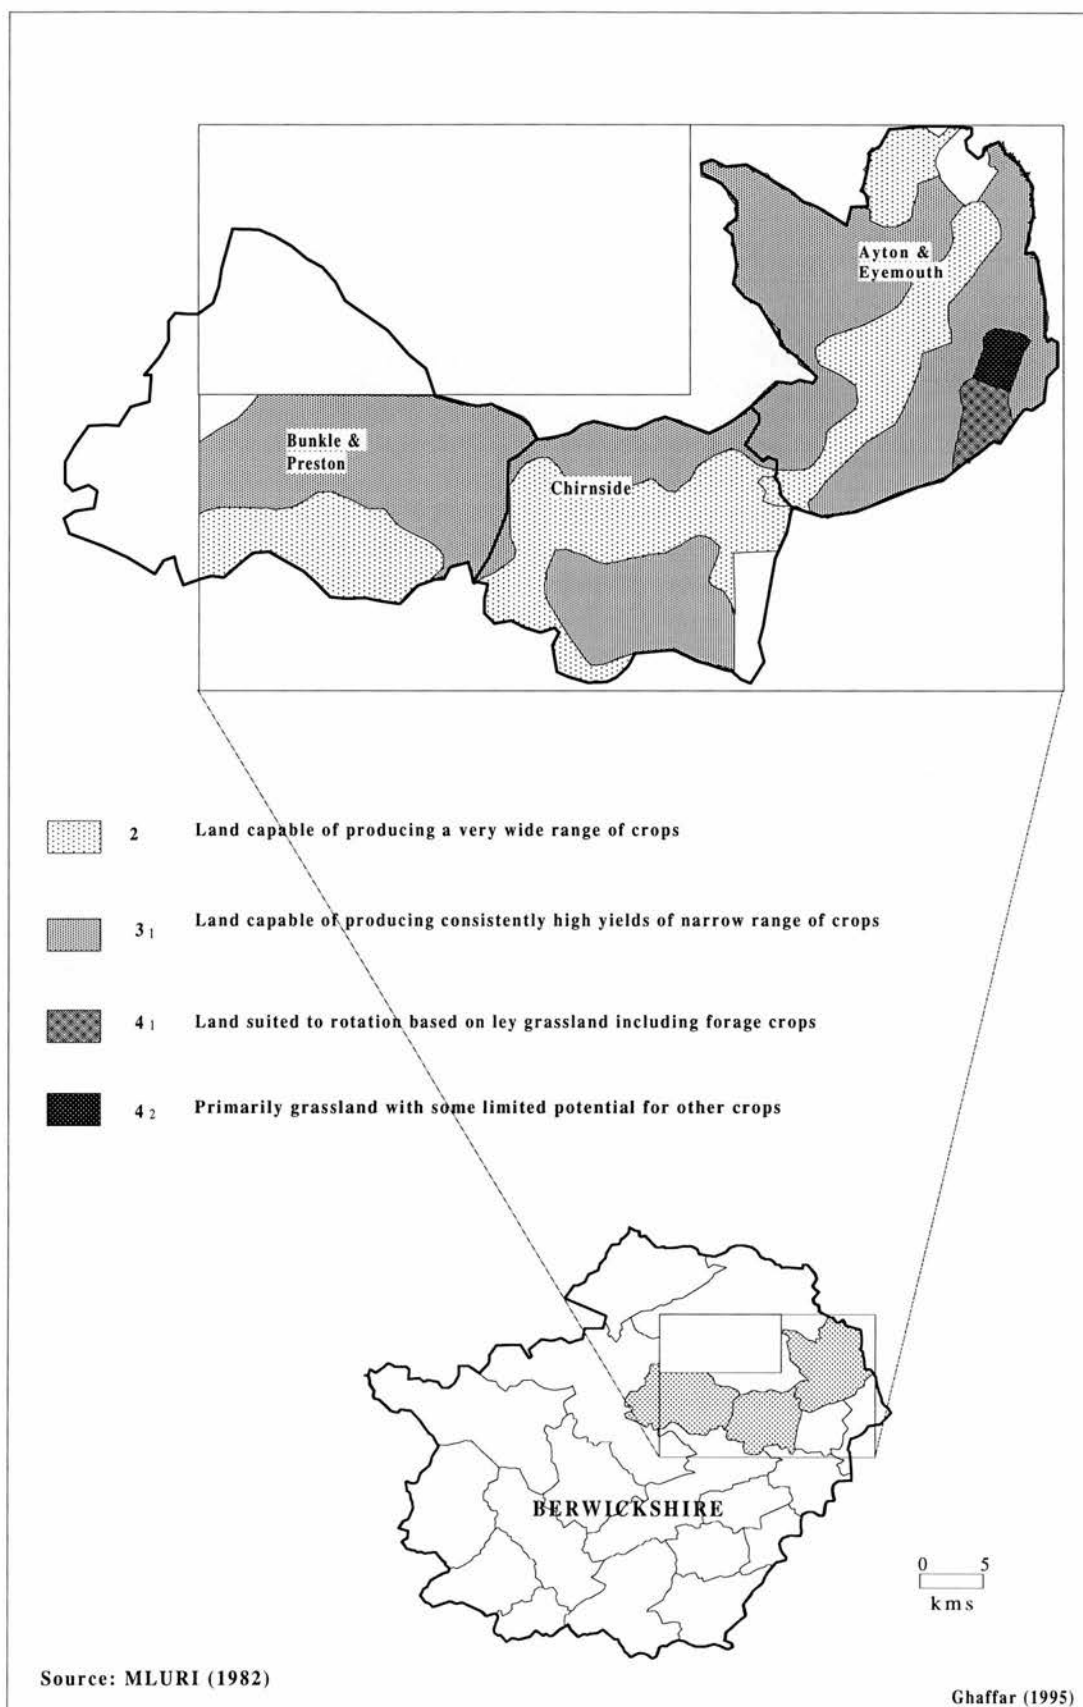 Ayton &
Eyemouth
Bunkle &
Preston
Chirnside
2 Land capable of producing a very wide range of crops
3 1 Land capable of producing consistently high yields of narrow range of crops
4 1 Land suited to rotation based on ley grassland including forage crops
4 2 Primarily grassland with some limited potential for other crops
BERWICKSHIRE
0 5
kms
Source: MLURI (1982)
Ghaffar (1995)